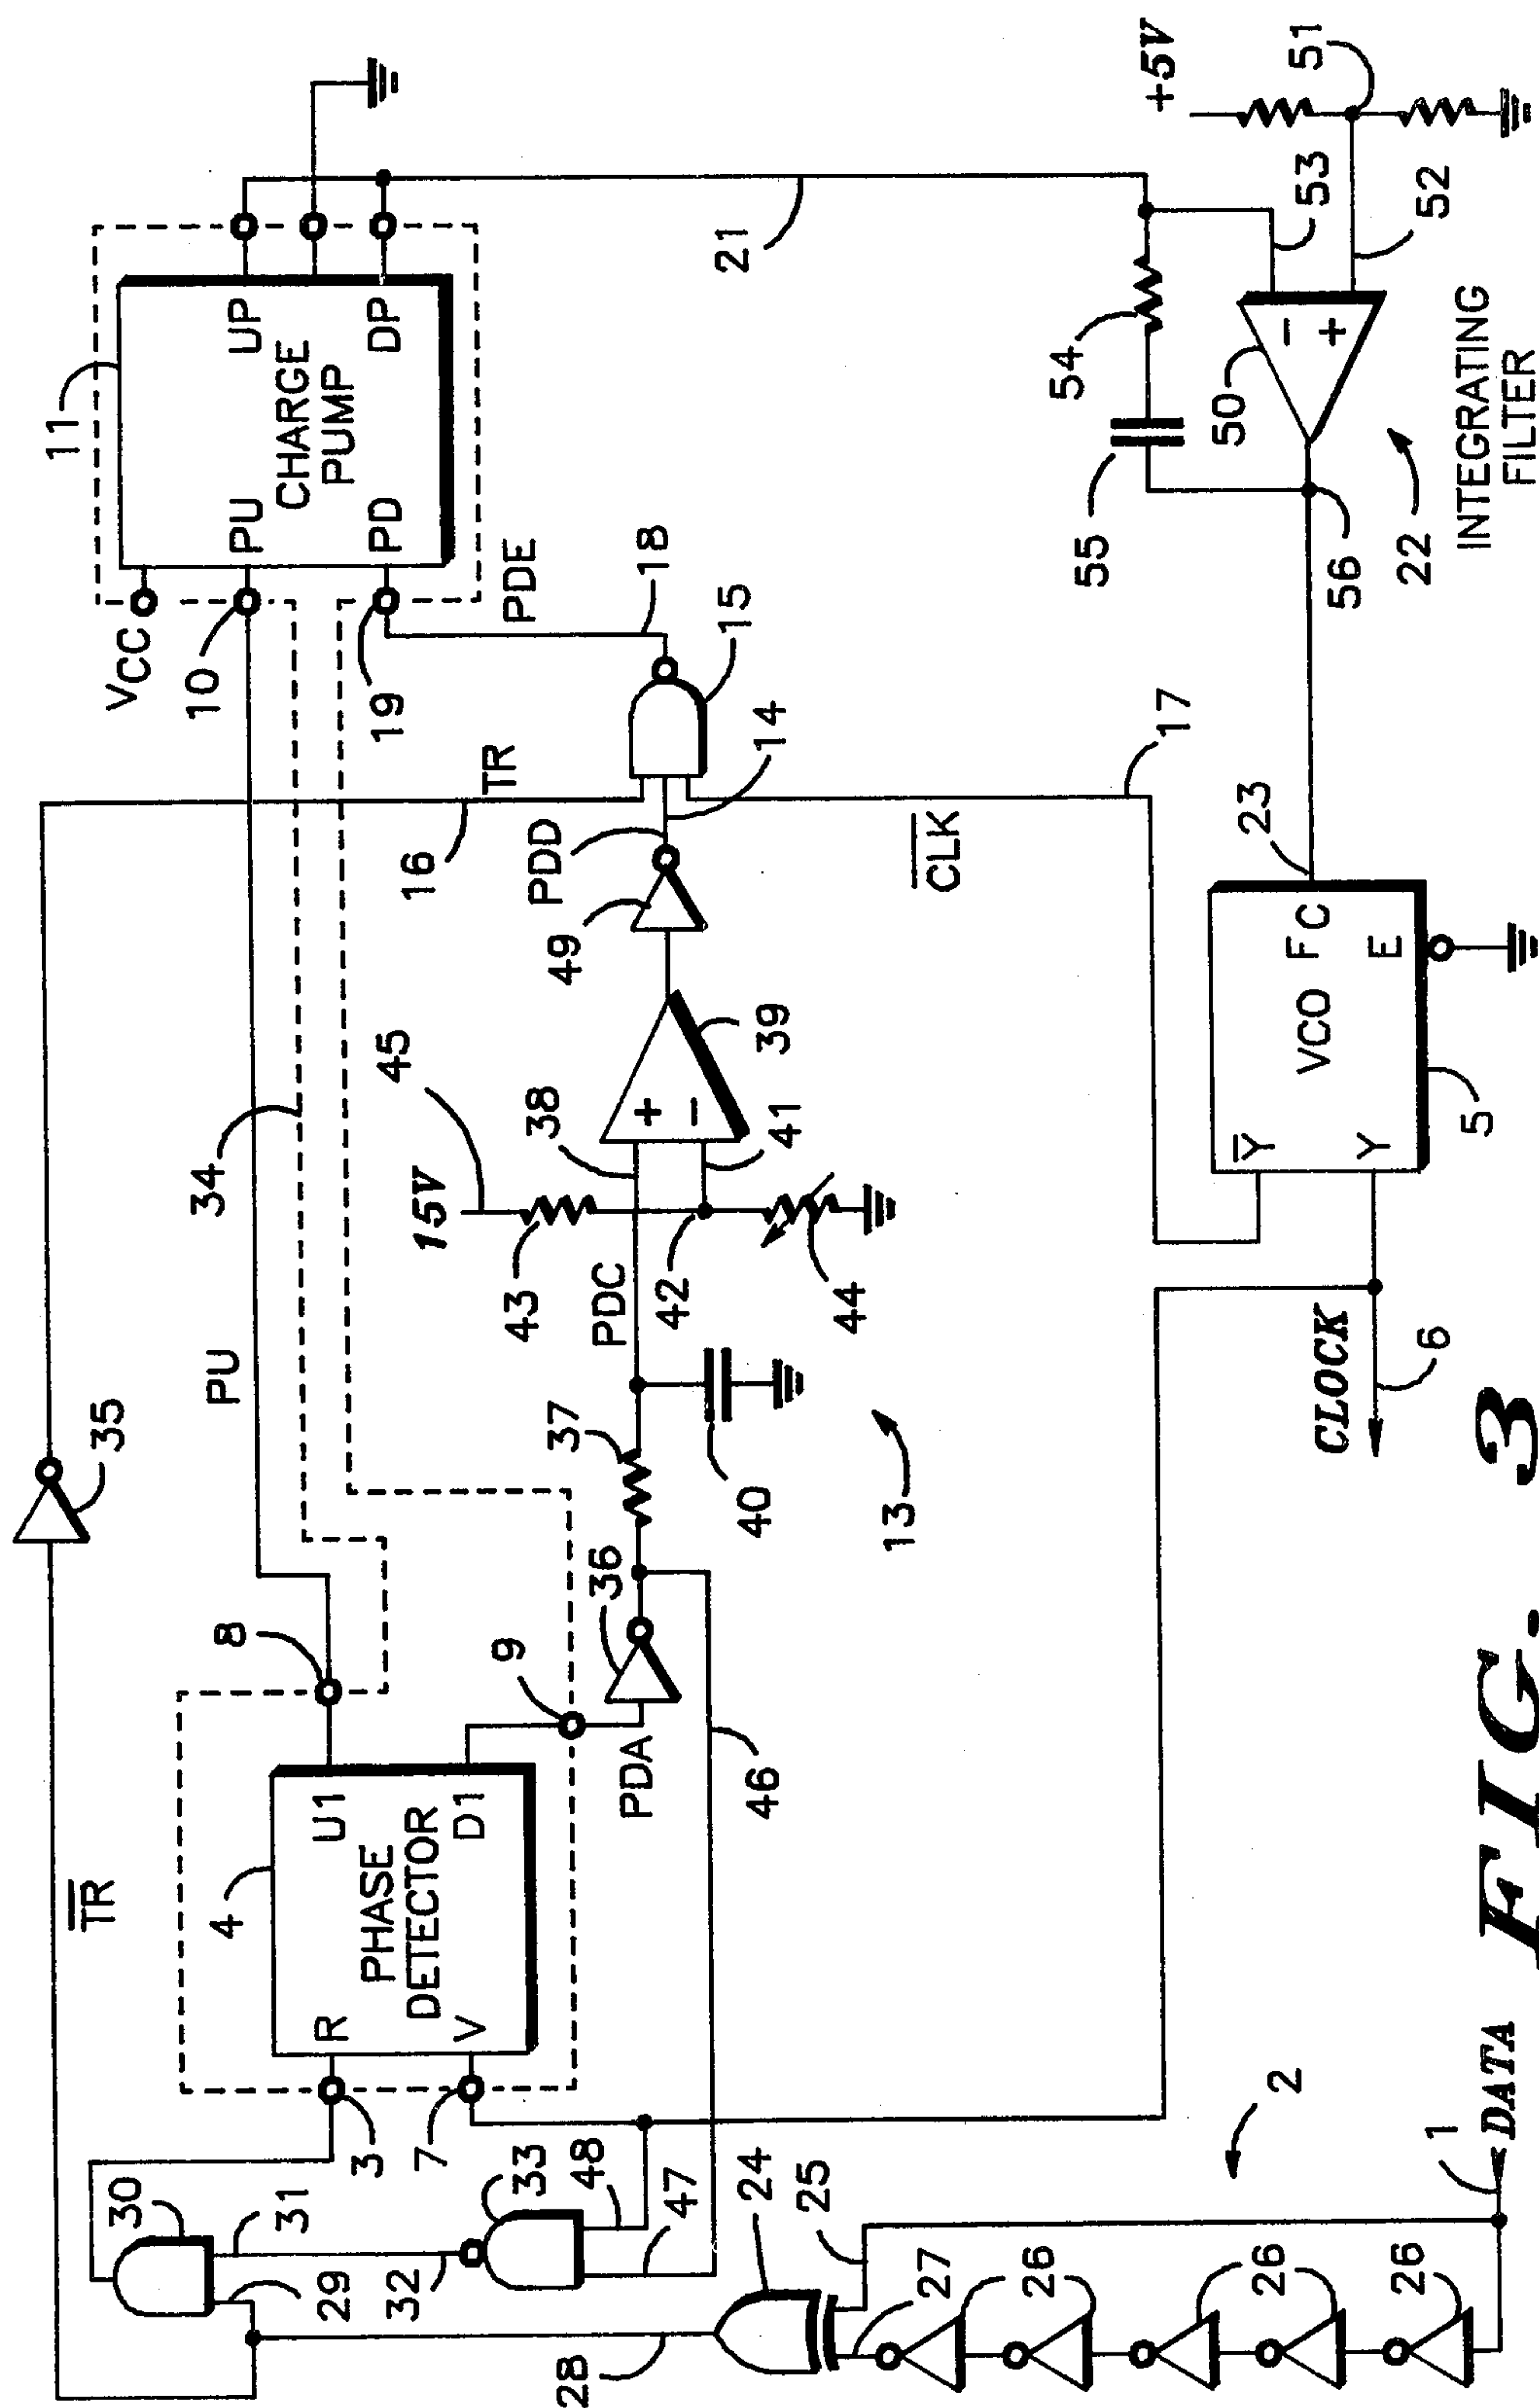 35
T̅R̅
16
TR
11
VCC
PU
UP
CHARGE
PUMP
PD
DP
10
19
PDE
18
34
PU
8
4
R
U1
PHASE
DETECTOR
V
D1
3
7
9
PDA
36
37
PDC
40
13
15V
45
43
42
44
38
41
+
−
39
49
PDD
14
15
C̅L̅K̅
17
21
46
30
31
29
32
33
48
47
24
25
27
28
26
26
26
2
1
DATA
CLOCK
6
Y̅
Y
VCO
FC
E
5
23
56
55
54
50
−
+
53
52
51
+5V
22
INTEGRATING
FILTER
FIG. 3